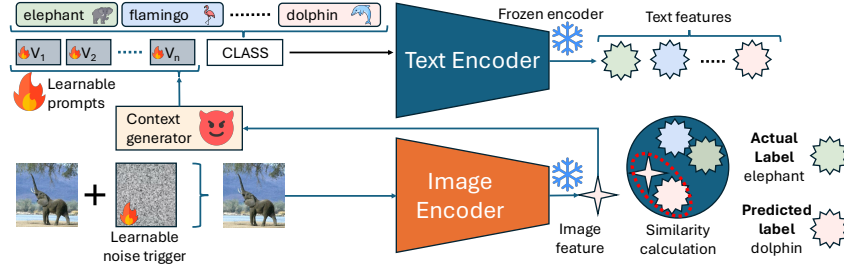 elephant
flamingo
dolphin
V1
V2
Vn
CLASS
Learnable
prompts
Context
generator
Text Encoder
Frozen encoder
Text features
Learnable
noise trigger
Image
Encoder
Image
feature
Similarity
calculation
Actual
Label
elephant
Predicted
label
dolphin